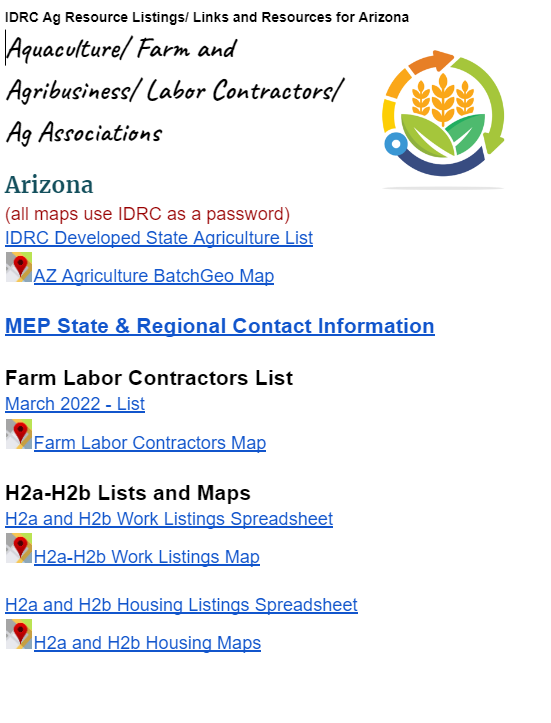 IDRC Ag Resource Listings/ Links and Resources for Arizona
Aquaculture/ Farm and
Agribusiness/ Labor Contractors/
Ag Associations
Arizona
(all maps use IDRC as a password)
IDRC Developed State Agriculture List
AZ Agriculture BatchGeo Map
MEP State & Regional Contact Information
Farm Labor Contractors List
March 2022 - List
Farm Labor Contractors Map
H2a-H2b Lists and Maps
H2a and H2b Work Listings Spreadsheet
H2a-H2b Work Listings Map
H2a and H2b Housing Listings Spreadsheet
H2a and H2b Housing Maps